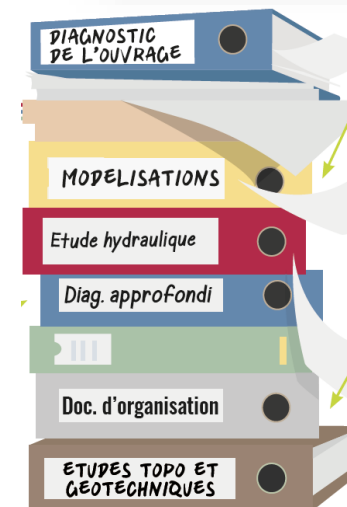 DIAGNOSTIC
DE L'OUVRAGE
MODELISATIONS
Etude hydraulique
Diag. approfondi
Doc. d'organisation
ETUDES TOPO ET
GEOTECHNIQUES